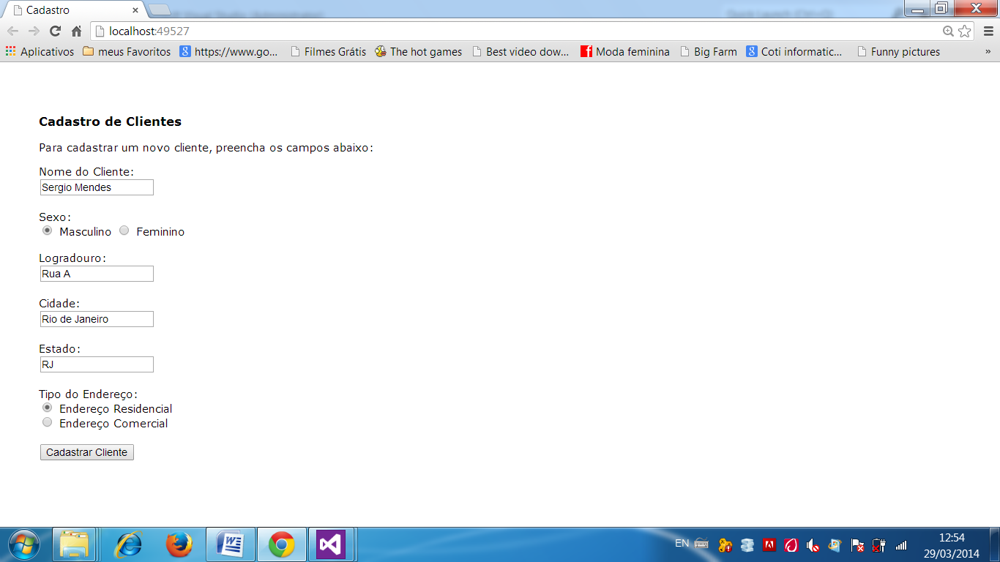 Cadastro
localhost:49527
Aplicativos meus Favoritos https://www.go... Filmes Grátis The hot games Best video dow... Moda feminina Big Farm Coti informatic... Funny pictures »
Cadastro de Clientes
Para cadastrar um novo cliente, preencha os campos abaixo:
Nome do Cliente:
Sergio Mendes
Sexo:
Masculino Feminino
Logradouro:
Rua A
Cidade:
Rio de Janeiro
Estado:
RJ
Tipo do Endereço:
Endereço Residencial
Endereço Comercial
Cadastrar Cliente
EN
12:54
29/03/2014